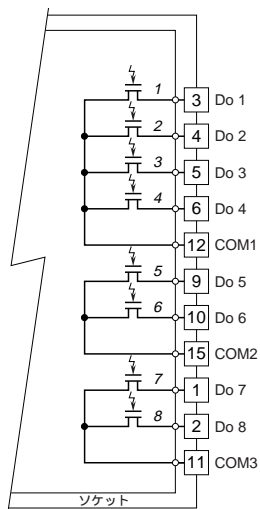 1 3 Do 1
2 4 Do 2
3 5 Do 3
4 6 Do 4
12 COM1
5 9 Do 5
6 10 Do 6
15 COM2
7 1 Do 7
8 2 Do 8
11 COM3
ソケット